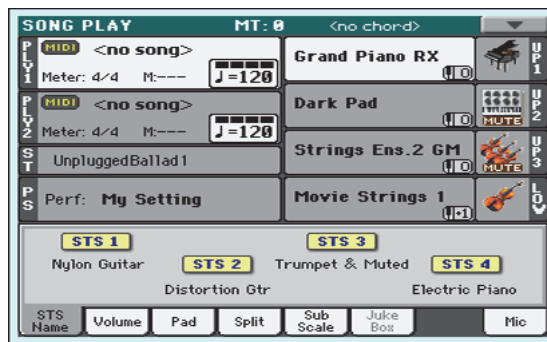 SONG PLAY MT: 0 <no chord>
PLY1 MIDI <no song>
Meter: 4/4 M:--- ♩=120
Grand Piano RX 0 UP1
PLY2 MIDI <no song>
Meter: 4/4 M:--- ♩=120
Dark Pad 0 MUTE UP2
ST UnpluggedBallad1
Strings Ens.2 GM 0 MUTE UP3
PS Perf: My Setting
Movie Strings 1 +1 LOW
STS 1 STS 3
Nylon Guitar STS 2 Trumpet & Muted STS 4
Distortion Gtr Electric Piano
STS Name Volume Pad Split Sub Scale Juke Box Mic